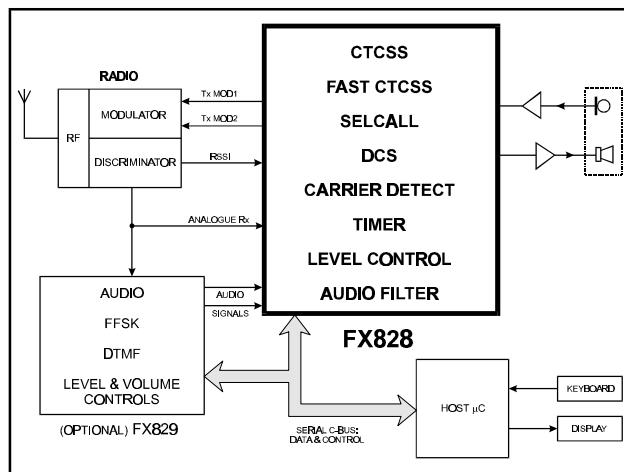 RADIO
RF
MODULATOR
DISCRIMINATOR
Tx MOD1
Tx MOD2
RSSI
ANALOGUE Rx
CTCSS
FAST CTCSS
SELCALL
DCS
CARRIER DETECT
TIMER
LEVEL CONTROL
AUDIO FILTER
FX828
AUDIO
FFSK
DTMF
LEVEL & VOLUME
CONTROLS
(OPTIONAL) FX829
AUDIO
SIGNALS
SERIAL C-BUS:
DATA & CONTROL
HOST µC
KEYBOARD
DISPLAY